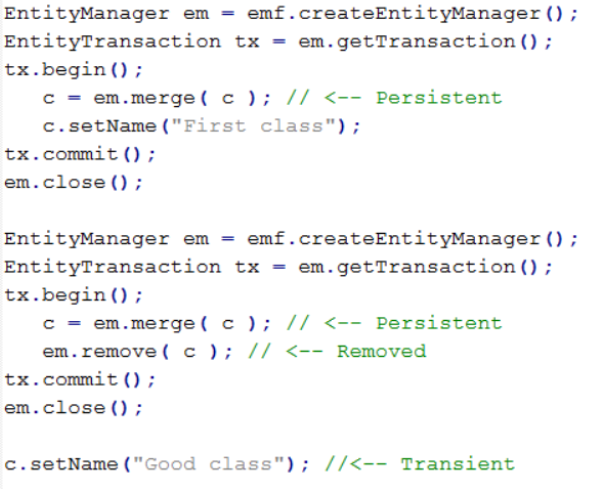 EntityManager em = emf.createEntityManager();
EntityTransaction tx = em.getTransaction();
tx.begin();
c = em.merge( c ); // <-- Persistent
c.setName("First class");
tx.commit();
em.close();
EntityManager em = emf.createEntityManager();
EntityTransaction tx = em.getTransaction();
tx.begin();
c = em.merge( c ); // <-- Persistent
em.remove( c ); // <-- Removed
tx.commit();
em.close();
c.setName("Good class"); //<-- Transient